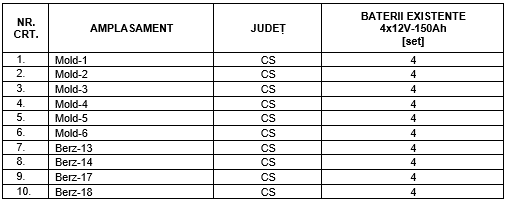 NR. CRT. AMPLASAMENT JUDEȚ BATERII EXISTENTE 4x12V-150Ah [set]
1. Mold-1 CS 4
2. Mold-2 CS 4
3. Mold-3 CS 4
4. Mold-4 CS 4
5. Mold-5 CS 4
6. Mold-6 CS 4
7. Berz-13 CS 4
8. Berz-14 CS 4
9. Berz-17 CS 4
10. Berz-18 CS 4